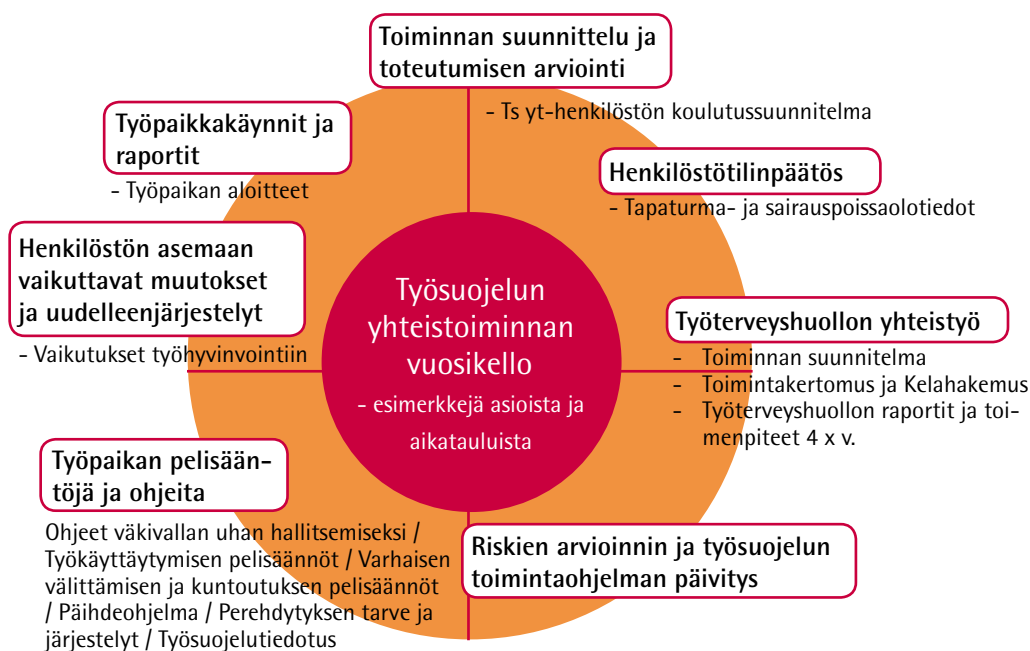 Toiminnan suunnittelu ja
toteutumisen arviointi
- Ts yt-henkilöstön koulutussuunnitelma
Työpaikkakäynnit ja
raportit
- Työpaikan aloitteet
Henkilöstötilinpäätös
- Tapaturma- ja sairauspoissaolotiedot
Henkilöstön asemaan
vaikuttavat muutokset
ja uudelleenjärjestelyt
- Vaikutukset työhyvinvointiin
Työsuojelun
yhteistoiminnan
vuosikello
- esimerkkejä asioista ja
aikatauluista
Työterveyshuollon yhteistyö
- Toiminnan suunnitelma
- Toimintakertomus ja Kelahakemus
- Työterveyshuollon raportit ja toi-
menpiteet 4 x v.
Työpaikan pelisään-
töjä ja ohjeita
Ohjeet väkivallan uhan hallitsemiseksi /
Työkäyttäytymisen pelisäännöt / Varhaisen
välittämisen ja kuntoutuksen pelisäännöt
/ Päihdeohjelma / Perehdytyksen tarve ja
järjestelyt / Työsuojelutiedotus
Riskien arvioinnin ja työsuojelun
toimintaohjelman päivitys